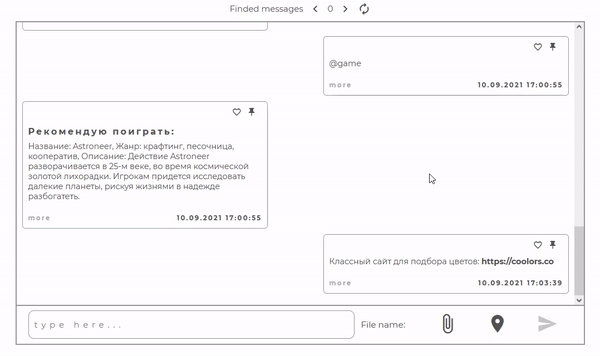 Finded messages 0
@game
more 10.09.2021 17:00:55
Рекомендую поиграть:
Название: Astroneer, Жанр: крафтинг, песочница,
кооператив, Описание: Действие Astroneer
разворачивается в 25-м веке, во время космической
золотой лихорадки. Игрокам придется исследовать
далекие планеты, рискуя жизнями в надежде
разбогатеть.
more 10.09.2021 17:00:55
Классный сайт для подбора цветов: https://coolors.co
more 10.09.2021 17:03:39
type here...
File name: